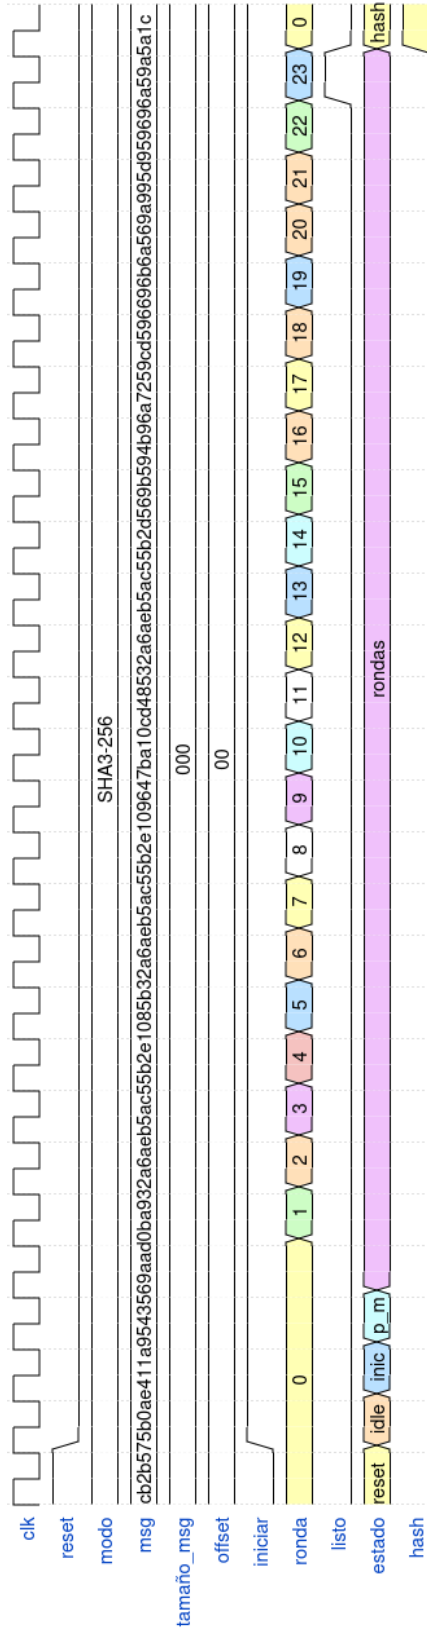 clk
reset
modo SHA3-256
msg cb2b575b0ae411a9543569aad0ba932a6aeb5ac55b2e1085b32a6aeb5ac55b2e109647ba10cd48532a6aeb5ac55b2d569b594b96a7259cd596696b6a569a995d959696a59a5a1c
tamaño_msg 000
offset 00
iniciar
ronda 0 1 2 3 4 5 6 7 8 9 10 11 12 13 14 15 16 17 18 19 20 21 22 23 0
listo
estado reset idle inic p_m rondas hash
hash